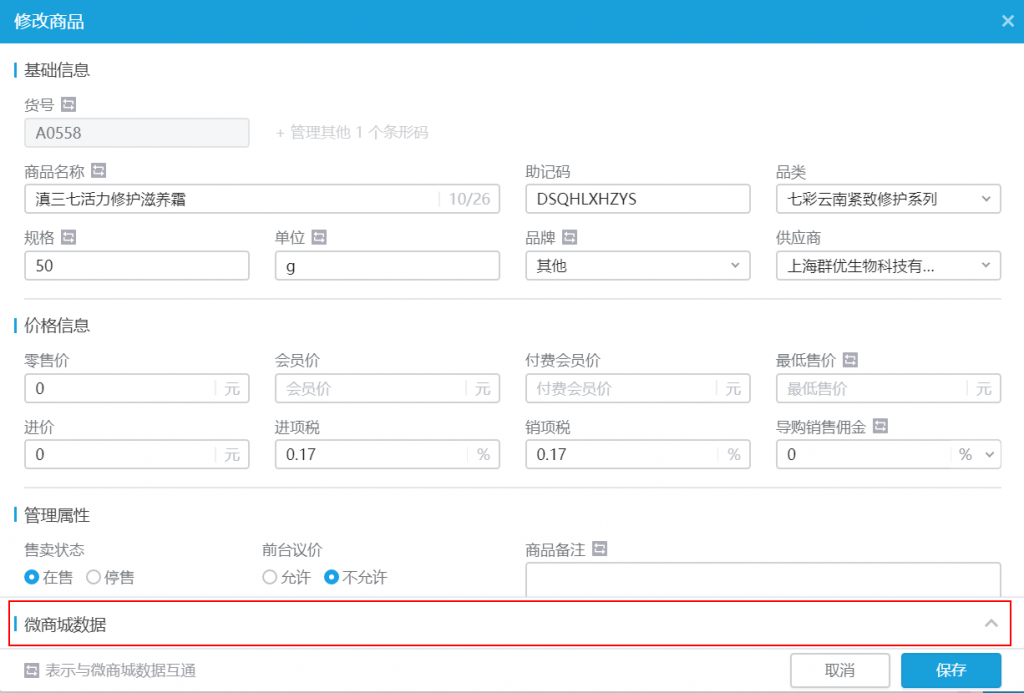 修改商品
基础信息
货号
A0558 + 管理其他 1 个条形码
商品名称 助记码 品类
滇三七活力修护滋养霜 10/26 DSQHLXHZYS 七彩云南紧致修护系列
规格 单位 品牌 供应商
50 g 其他 上海群优生物科技有...
价格信息
零售价 会员价 付费会员价 最低售价
0 元 会员价 元 付费会员价 元 最低售价 元
进价 进项税 销项税 导购销售佣金
0 元 0.17 % 0.17 % 0 %
管理属性
售卖状态 前台议价 商品备注
在售 停售 允许 不允许
微商城数据
表示与微商城数据互通 取消 保存